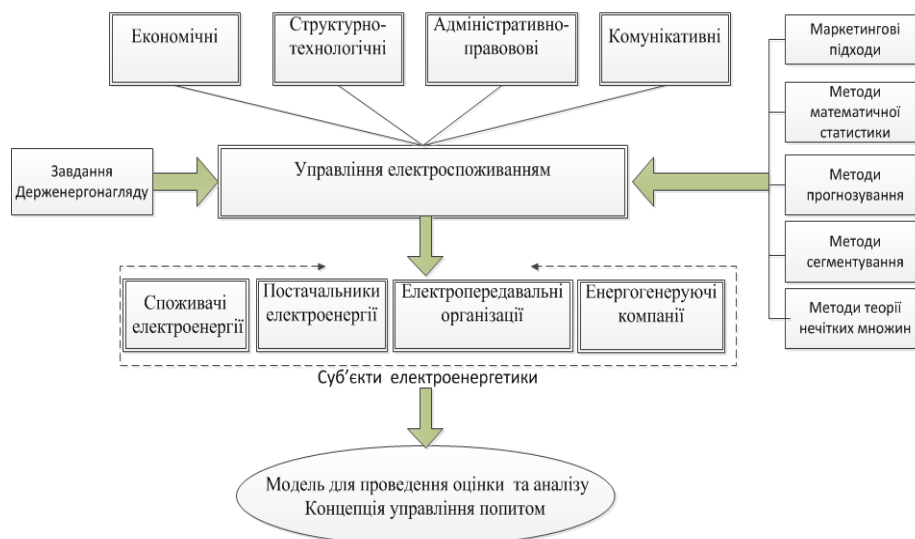 Економічні
Структурно-
технологічні
Адміністративно-
правовові
Комунікативні
Маркетингові
підходи
Методи
математичної
статистики
Завдання
Держенергонагляду
Управління електроспоживанням
Методи
прогнозування
Методи
сегментування
Методи теорії
нечітких множин
Споживачі
електроенергії
Постачальники
електроенергії
Електропередавальні
організації
Енергогенеруючі
компанії
Суб’єкти електроенергетики
Модель для проведення оцінки та аналізу
Концепція управління попитом